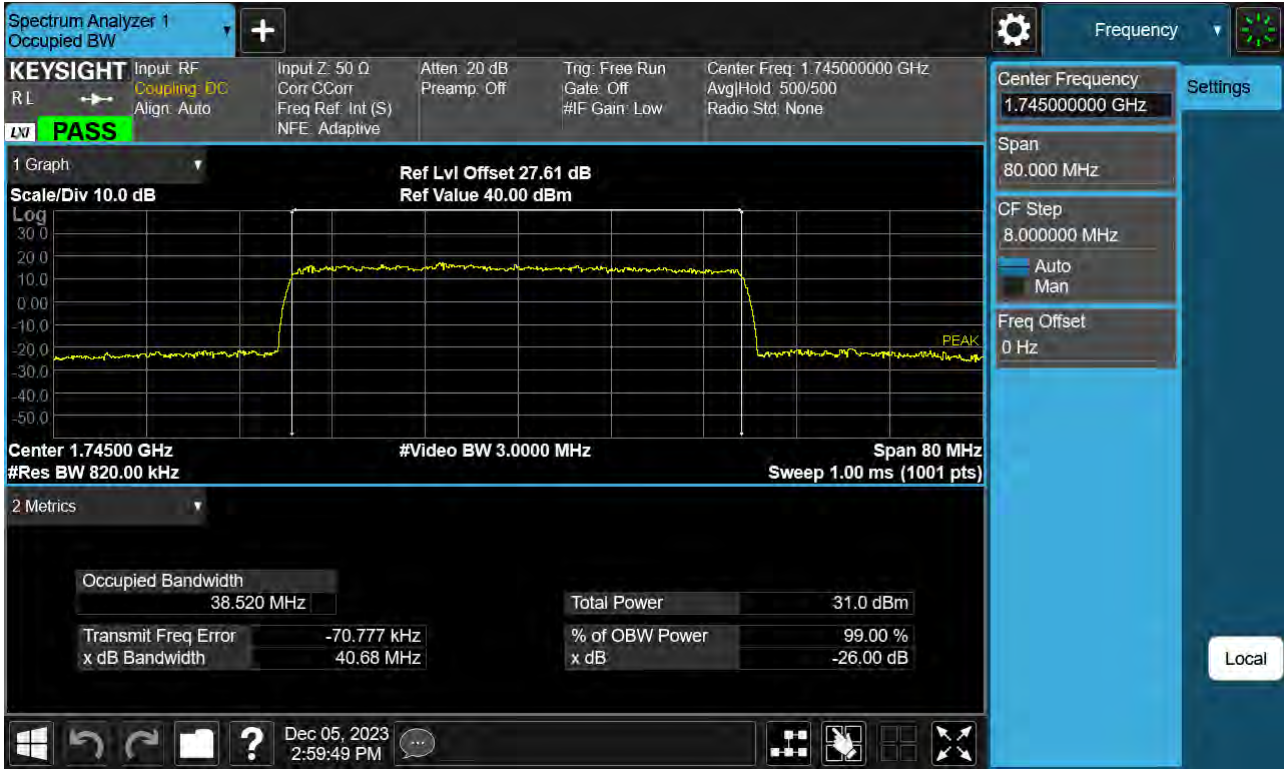 Spectrum Analyzer 1
Occupied BW
Frequency
KEYSIGHT
R L
LXI
PASS
Input: RF
Coupling: DC
Align: Auto
Input Z: 50 Ω
Corr CCorr
Freq Ref: Int (S)
NFE: Adaptive
Atten: 20 dB
Preamp: Off
Trig: Free Run
Gate: Off
#IF Gain: Low
Center Freq: 1.745000000 GHz
Avg|Hold: 500/500
Radio Std: None
Center Frequency
1.745000000 GHz
Settings
Span
80.000 MHz
CF Step
8.000000 MHz
Auto
Man
Freq Offset
0 Hz
1 Graph
Scale/Div 10.0 dB
Ref Lvl Offset 27.61 dB
Ref Value 40.00 dBm
Log
30.0
20.0
10.0
0.00
-10.0
-20.0
-30.0
-40.0
-50.0
PEAK
Center 1.74500 GHz
#Video BW 3.0000 MHz
Span 80 MHz
#Res BW 820.00 kHz
Sweep 1.00 ms (1001 pts)
2 Metrics
Occupied Bandwidth
38.520 MHz
Total Power 31.0 dBm
Transmit Freq Error -70.777 kHz
% of OBW Power 99.00 %
x dB Bandwidth 40.68 MHz
x dB -26.00 dB
Local
?
Dec 05, 2023
2:59:49 PM